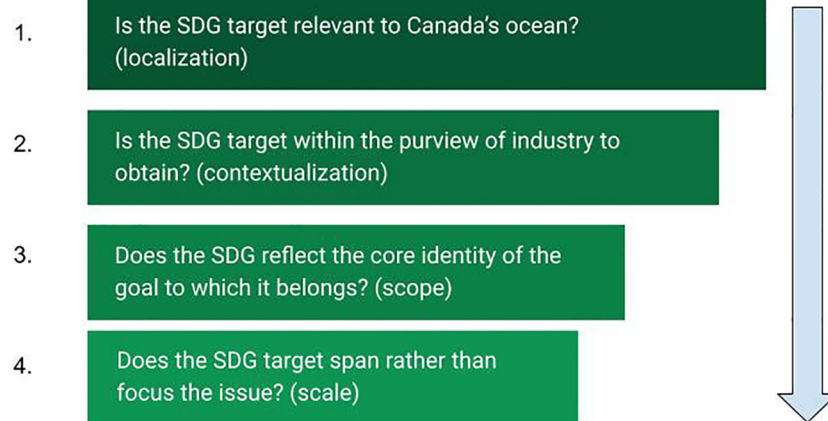 1.
Is the SDG target relevant to Canada's ocean?
(localization)
2.
Is the SDG target within the purview of industry to
obtain? (contextualization)
3.
Does the SDG reflect the core identity of the
goal to which it belongs? (scope)
4.
Does the SDG target span rather than
focus the issue? (scale)